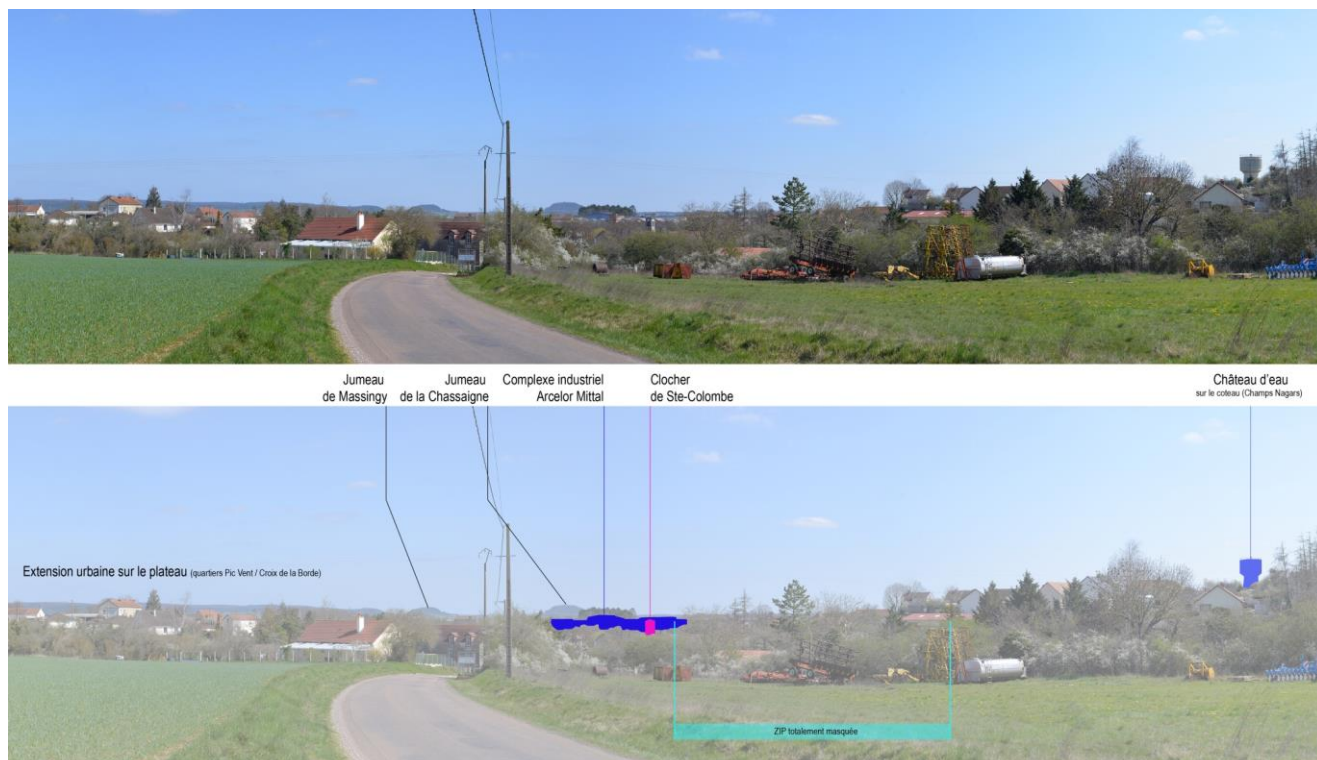 Jumeau
de Massingy
Jumeau
de la Chassaigne
Complexe industriel
Arcelor Mittal
Clocher
de Ste-Colombe
Château d'eau
sur le coteau (Champs Nagars)
Extension urbaine sur le plateau (quartiers Pic Vent / Croix de la Borde)
ZIP totalement masquée